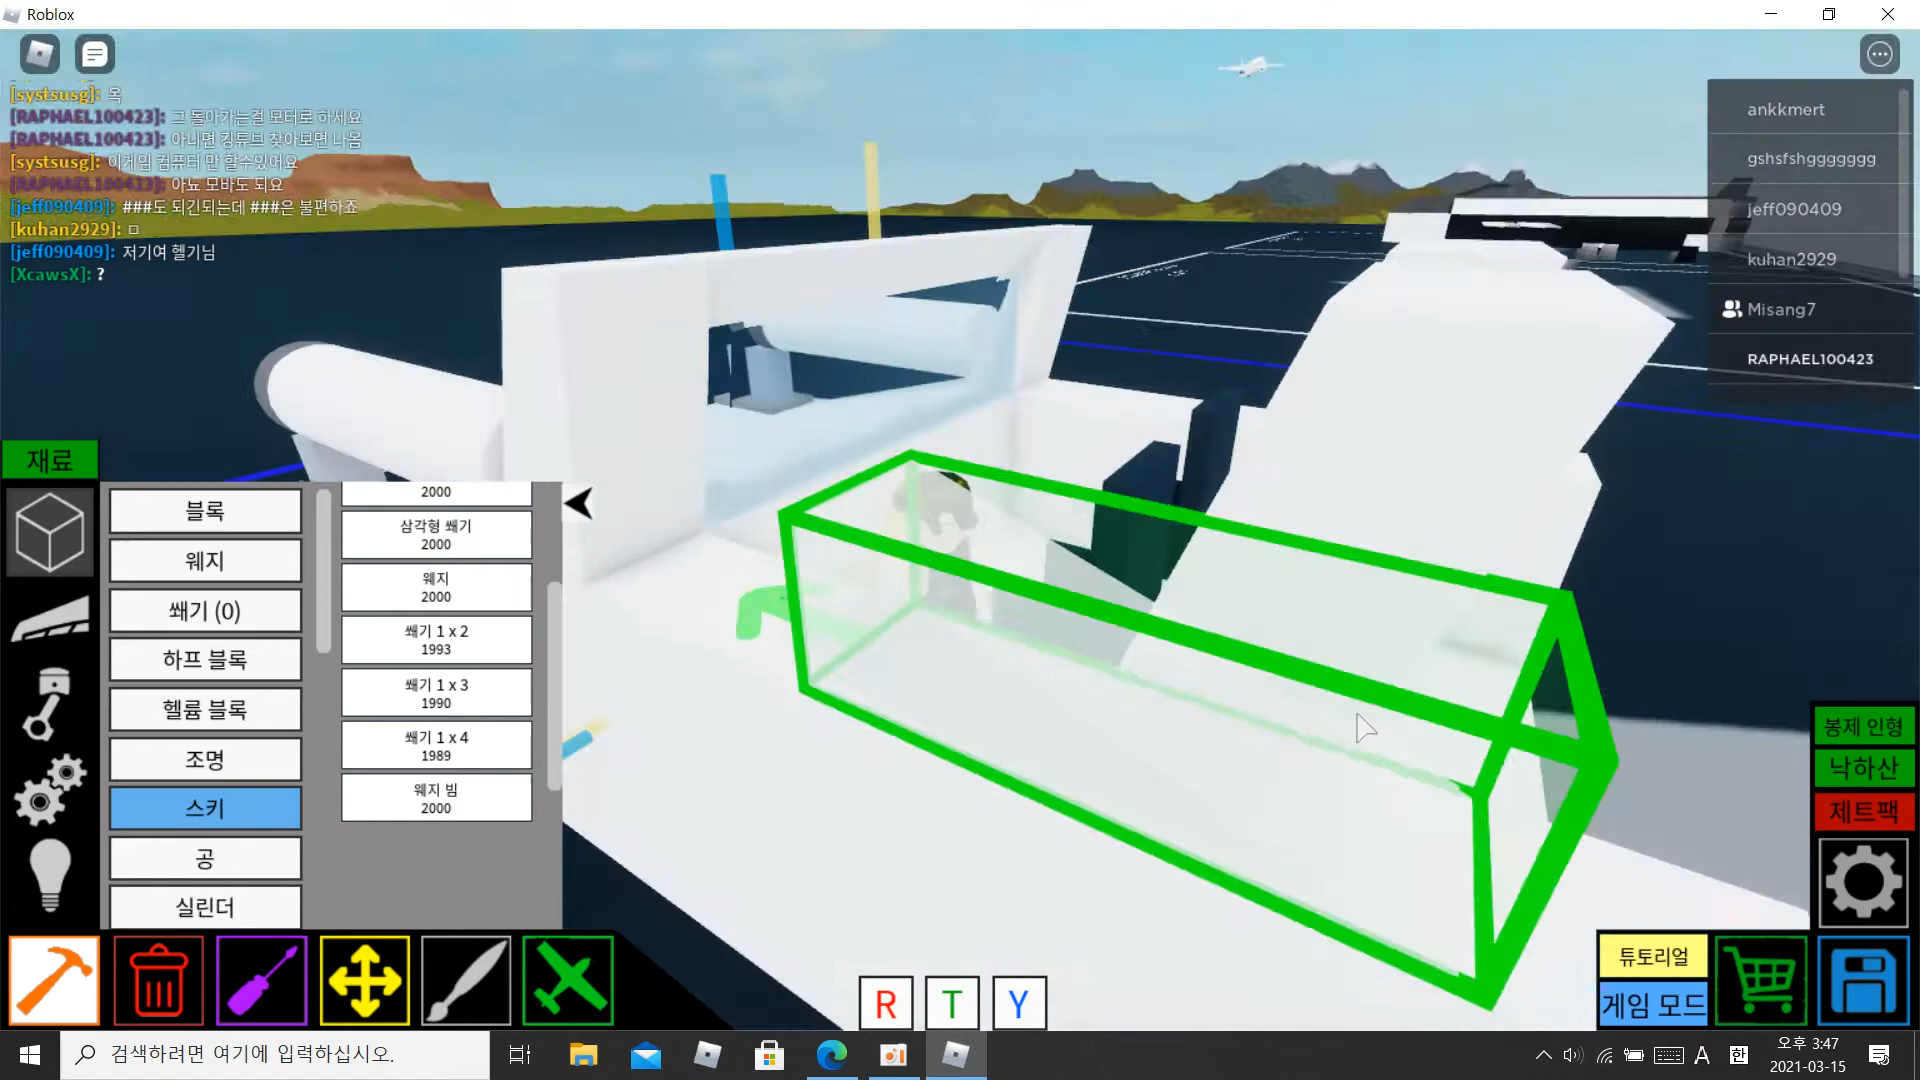 Roblox
[systsusg]: 목
[RAPHAEL100423]: 그 돌아가는걸 모터로 하세요
[RAPHAEL100423]: 아니면 킹튜브 찾아보면 나옴
[systsusg]: 이게임 컴퓨터 만 할수있어요
[RAPHAEL100423]: 아뇨 모바도 되요
[jeff090409]: ###도 되긴되는데 ###은 불편하죠
[kuhan2929]: ㅁ
[jeff090409]: 저기여 헬기님
[XcawsX]: ?
ankkmert
gshsfshggggggg
jeff090409
kuhan2929
Misang7
RAPHAEL100423
재료
블록
웨지
쐐기 (0)
하프 블록
헬륨 블록
조명
스키
공
실린더
2000
삼각형 쐐기
2000
웨지
2000
쐐기 1 x 2
1993
쐐기 1 x 3
1990
쐐기 1 x 4
1989
웨지 빔
2000
봉제 인형
낙하산
제트팩
튜토리얼
게임 모드
R T Y
검색하려면 여기에 입력하십시오.
A 한
오후 3:47
2021-03-15